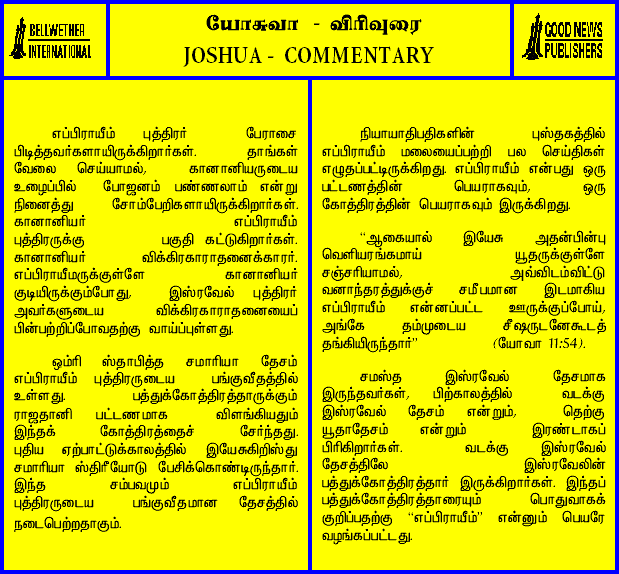 BELLWETHER
INTERNATIONAL
யோசுவா - விரிவுரை
JOSHUA - COMMENTARY
GOOD NEWS
PUBLISHERS
எப்பிராயீம் புத்திரர் பேராசை
பிடித்தவர்களாயிருக்கிறார்கள். தாங்கள்
வேலை செய்யாமல், கானானியருடைய
உழைப்பில் போஜனம் பண்ணலாம் என்று
நினைத்து சோம்பேறிகளாயிருக்கிறார்கள்.
கானானியர் எப்பிராயீம்
புத்திரருக்கு பகுதி கட்டுகிறார்கள்.
கானானியர் விக்கிரகாராதனைக்காரர்.
எப்பிராயீமருக்குள்ளே கானானியர்
குடியிருக்கும்போது, இஸ்ரவேல் புத்திரர்
அவர்களுடைய விக்கிரகாராதனையைப்
பின்பற்றிப்போவதற்கு வாய்ப்புள்ளது.
ஒம்ரி ஸ்தாபித்த சமாரியா தேசம்
எப்பிராயீம் புத்திரருடைய பங்குவீதத்தில்
உள்ளது. பத்துக்கோத்திரத்தாருக்கும்
ராஜதானி பட்டணமாக விளங்கியதும்
இந்தக் கோத்திரத்தைச் சேர்ந்தது.
புதிய ஏற்பாட்டுக்காலத்தில் இயேசுகிறிஸ்து
சமாரியா ஸ்திரீயோடு பேசிக்கொண்டிருந்தார்.
இந்த சம்பவமும் எப்பிராயீம்
புத்திரருடைய பங்குவீதமான தேசத்தில்
நடைபெற்றதாகும்.
நியாயாதிபதிகளின் புஸ்தகத்தில்
எப்பிராயீம் மலையைப்பற்றி பல செய்திகள்
எழுதப்பட்டிருக்கிறது. எப்பிராயீம் என்பது ஒரு
பட்டணத்தின் பெயராகவும், ஒரு
கோத்திரத்தின் பெயராகவும் இருக்கிறது.
“ஆகையால் இயேசு அதன்பின்பு
வெளியரங்கமாய் யூதருக்குள்ளே
சஞ்சரியாமல், அவ்விடம்விட்டு
வனாந்தரத்துக்குச் சமீபமான இடமாகிய
எப்பிராயீம் என்னப்பட்ட ஊருக்குப்போய்,
அங்கே தம்முடைய சீஷருடனேகூடத்
தங்கியிருந்தார்” (யோவா 11:54).
சமஸ்த இஸ்ரவேல் தேசமாக
இருந்தவர்கள், பிற்காலத்தில் வடக்கு
இஸ்ரவேல் தேசம் என்றும், தெற்கு
யூதாதேசம் என்றும் இரண்டாகப்
பிரிகிறார்கள். வடக்கு இஸ்ரவேல்
தேசத்திலே இஸ்ரவேலின்
பத்துக்கோத்திரத்தார் இருக்கிறார்கள். இந்தப்
பத்துக்கோத்திரத்தாரையும் பொதுவாகக்
குறிப்பதற்கு “எப்பிராயீம்” என்னும் பெயரே
வழங்கப்பட்டது.